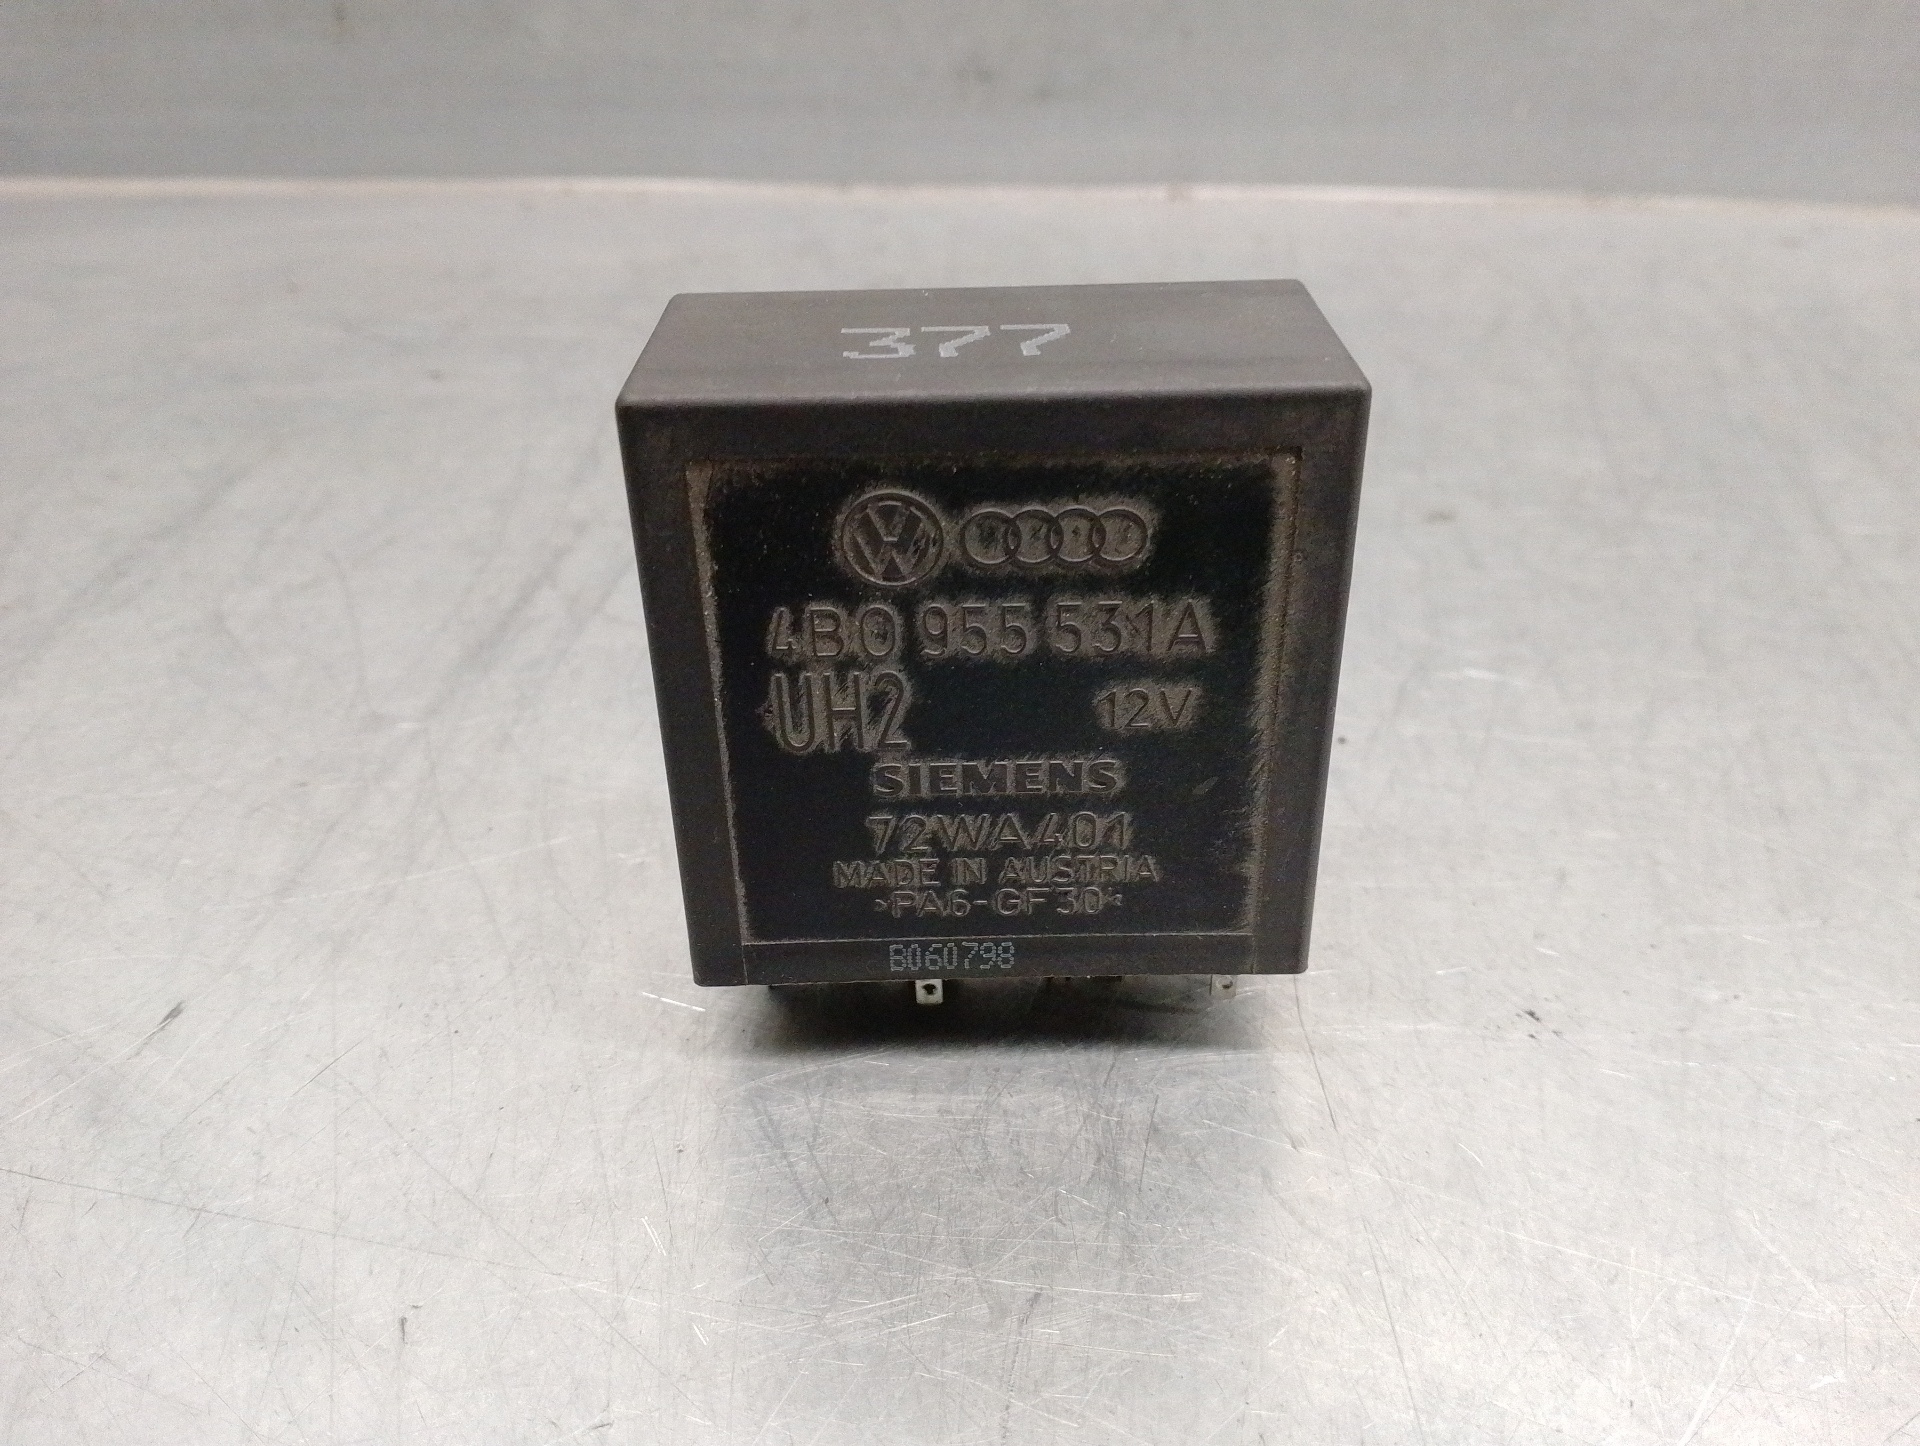 377
4B0 955 531A
UH2 12V
SIEMENS
72WA401
MADE IN AUSTRIA
>PA6-GF30<
B060798